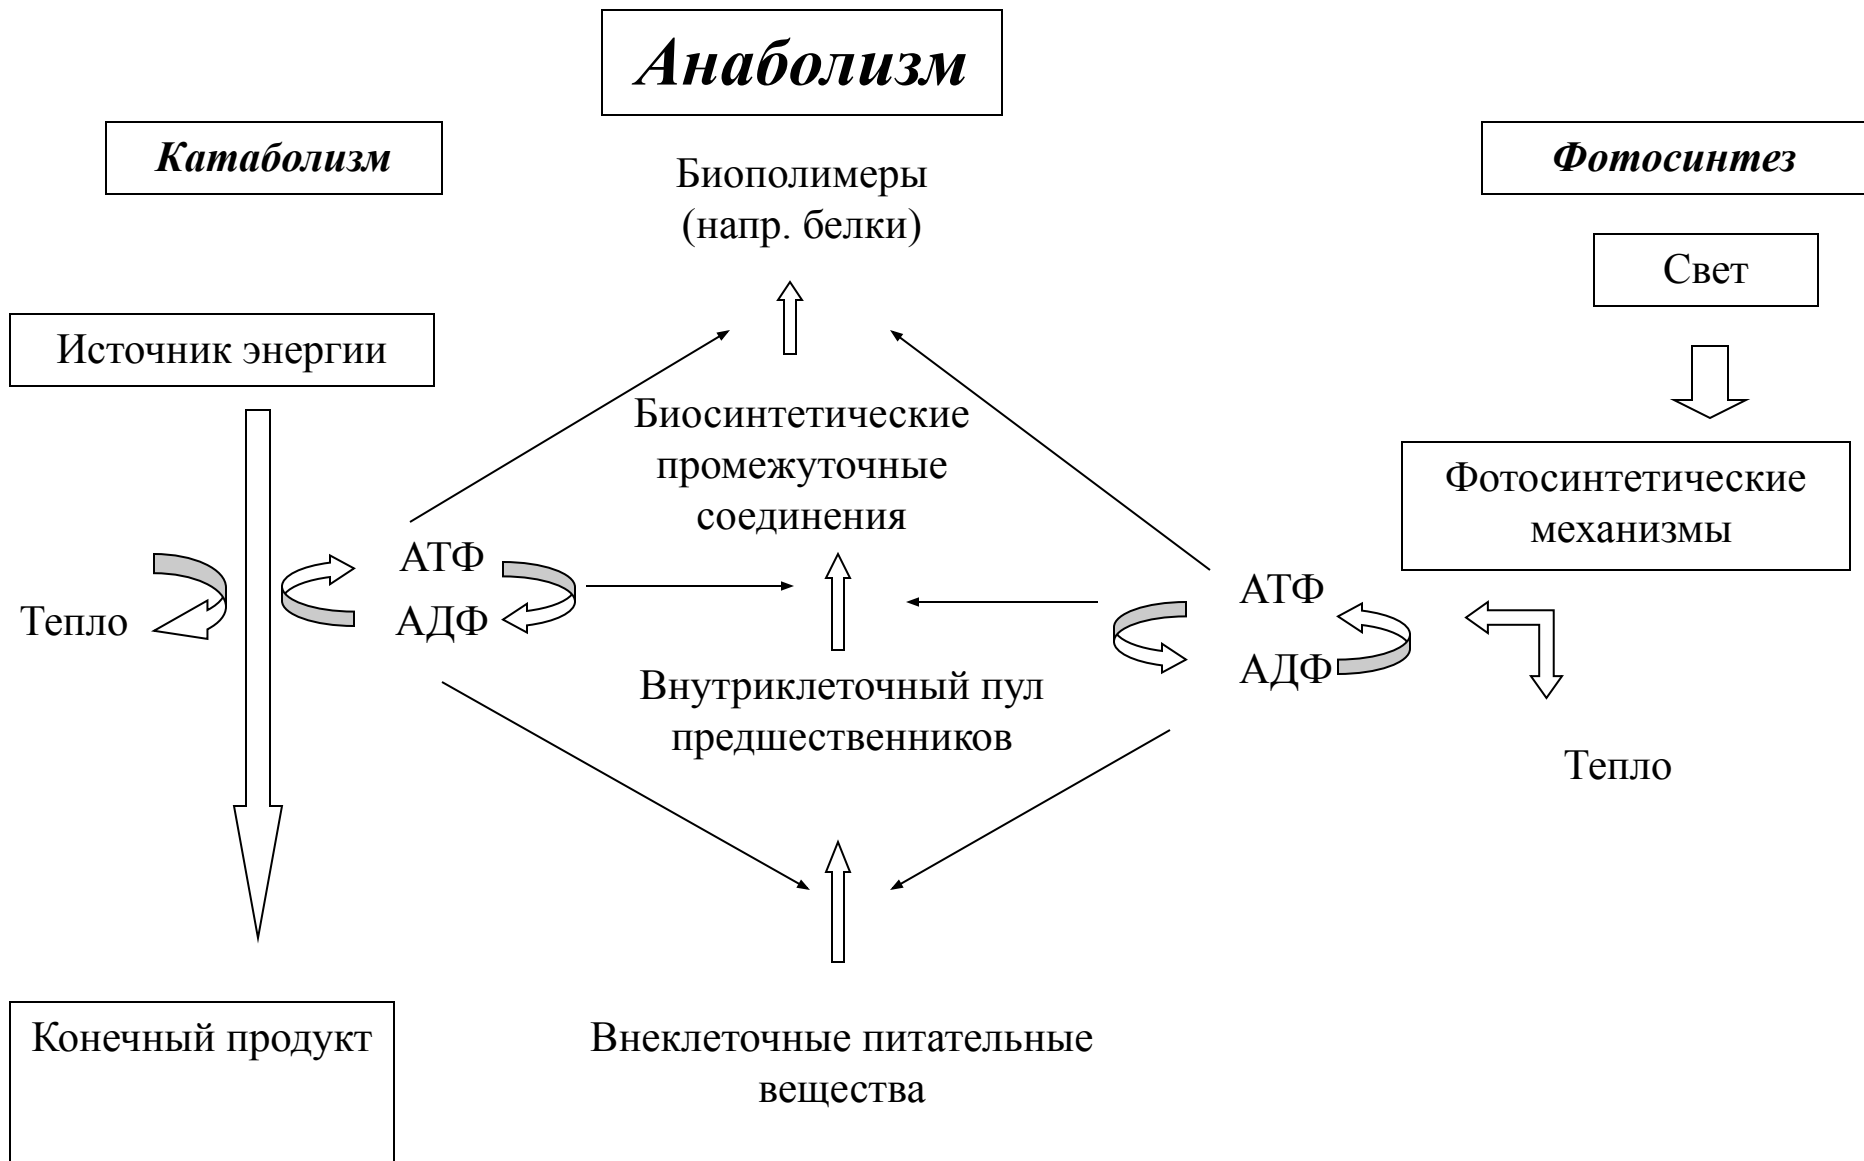 Анаболизм
Катаболизм
Фотосинтез
Биополимеры
(напр. белки)
Свет
Источник энергии
Биосинтетические
промежуточные
соединения
Фотосинтетические
механизмы
АТФ
АДФ
Тепло
АТФ
АДФ
Внутриклеточный пул
предшественников
Тепло
Конечный продукт
Внеклеточные питательные
вещества